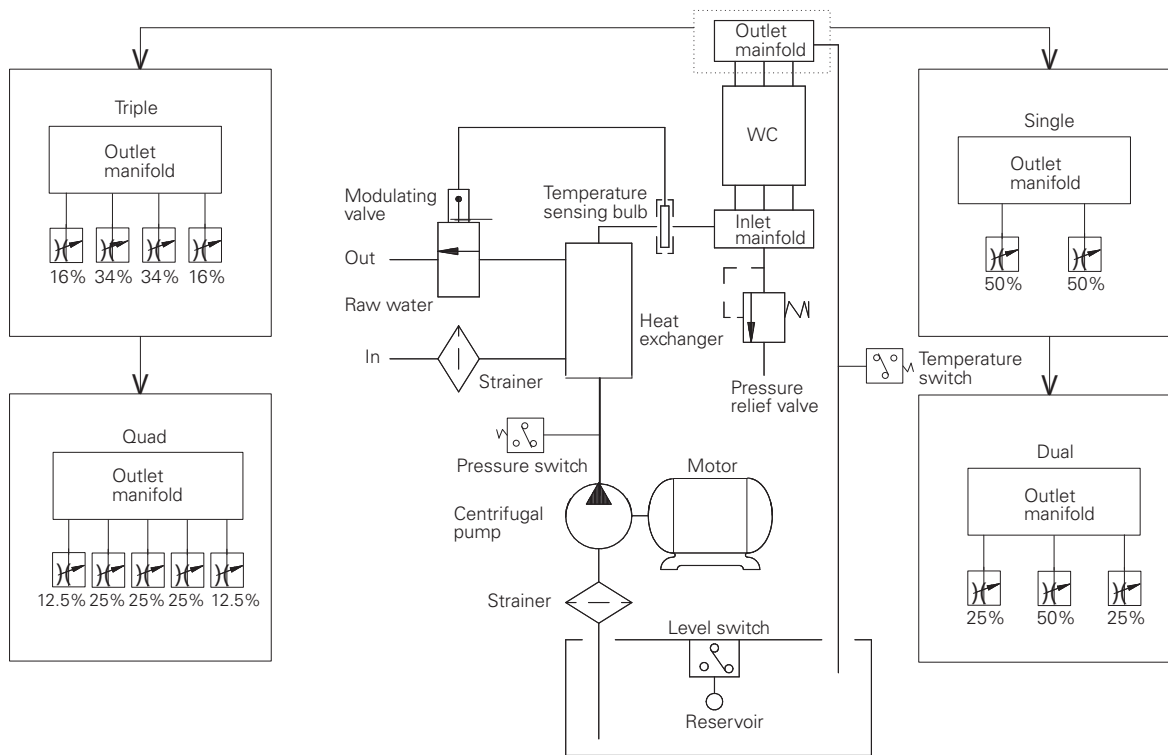 Outlet
mainfold
Triple
Outlet
manifold
16% 34% 34% 16%
Quad
Outlet
manifold
12.5% 25% 25% 25% 12.5%
WC
Modulating
valve
Temperature
sensing bulb
Inlet
mainfold
Out
Raw water
In
Strainer
Heat
exchanger
Pressure
relief valve
Pressure switch
Motor
Centrifugal
pump
Strainer
Level switch
Reservoir
Temperature
switch
Single
Outlet
manifold
50% 50%
Dual
Outlet
manifold
25% 50% 25%